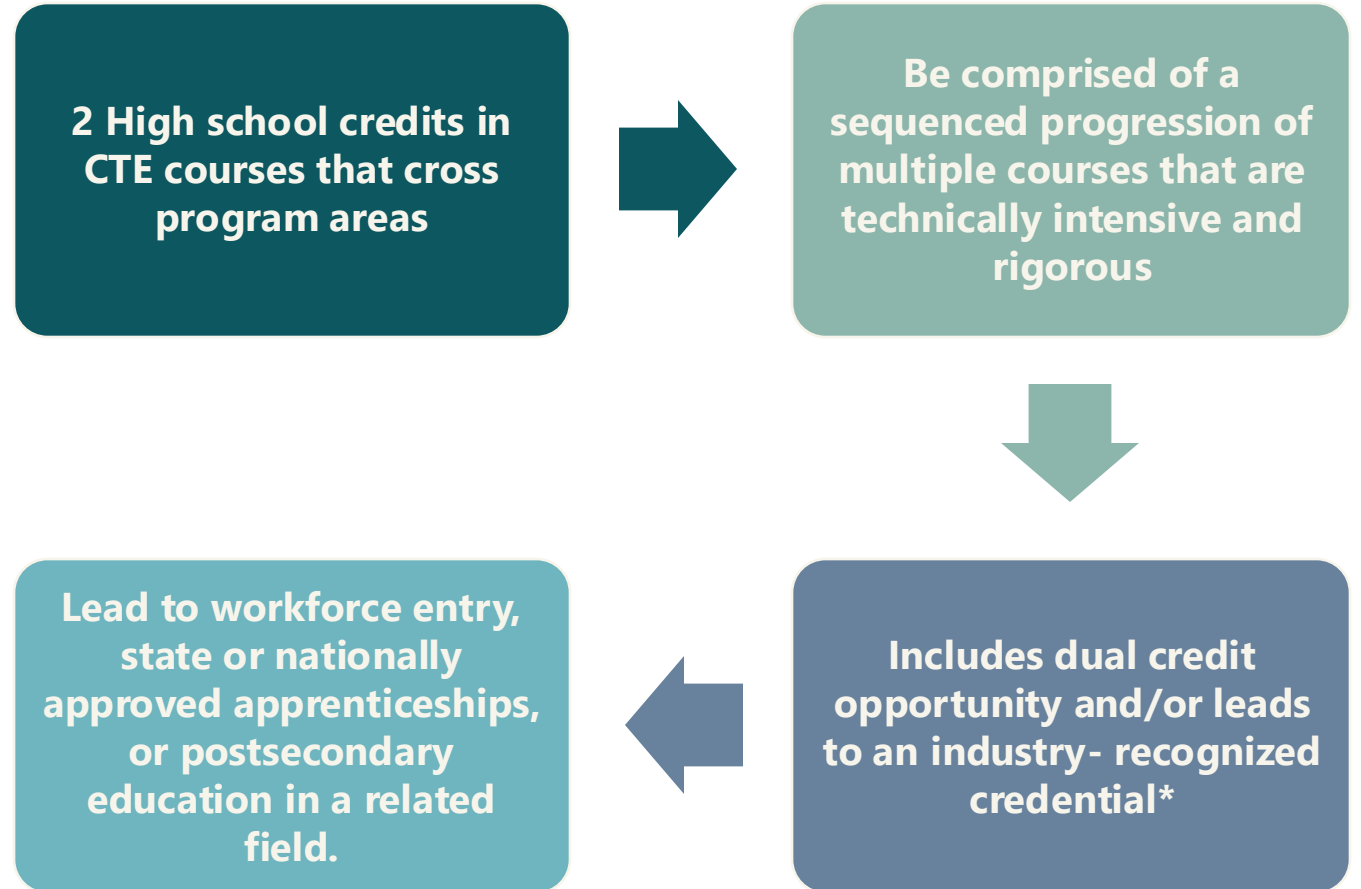 2 High school credits in
CTE courses that cross
program areas
Be comprised of a
sequenced progression of
multiple courses that are
technically intensive and
rigorous
Includes dual credit
opportunity and/or leads
to an industry- recognized
credential*
Lead to workforce entry,
state or nationally
approved apprenticeships,
or postsecondary
education in a related
field.